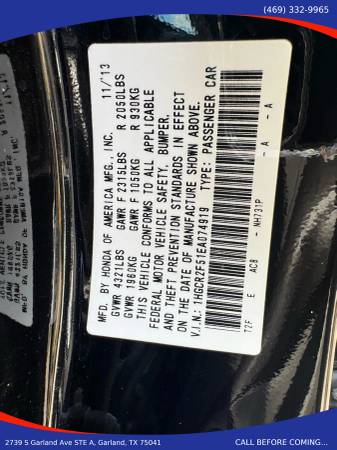 (469) 332-9965
MFD. BY HONDA OF AMERICA MFG., INC. 11/'13
GVWR 4321LBS GAWR F 2315LBS R 2050LBS
GVWR 1960KG GAWR F 1050KG R 930KG
THIS VEHICLE CONFORMS TO ALL APPLICABLE
FEDERAL MOTOR VEHICLE SAFETY, BUMPER,
AND THEFT PREVENTION STANDARDS IN EFFECT
ON THE DATE OF MANUFACTURE SHOWN ABOVE.
V.I.N.: 1HGCR2F51EA074919 TYPE: PASSENGER CAR
T2F E AC8 - NH731P - A - A
2739 S Garland Ave STE A, Garland, TX 75041
CALL BEFORE COMING...